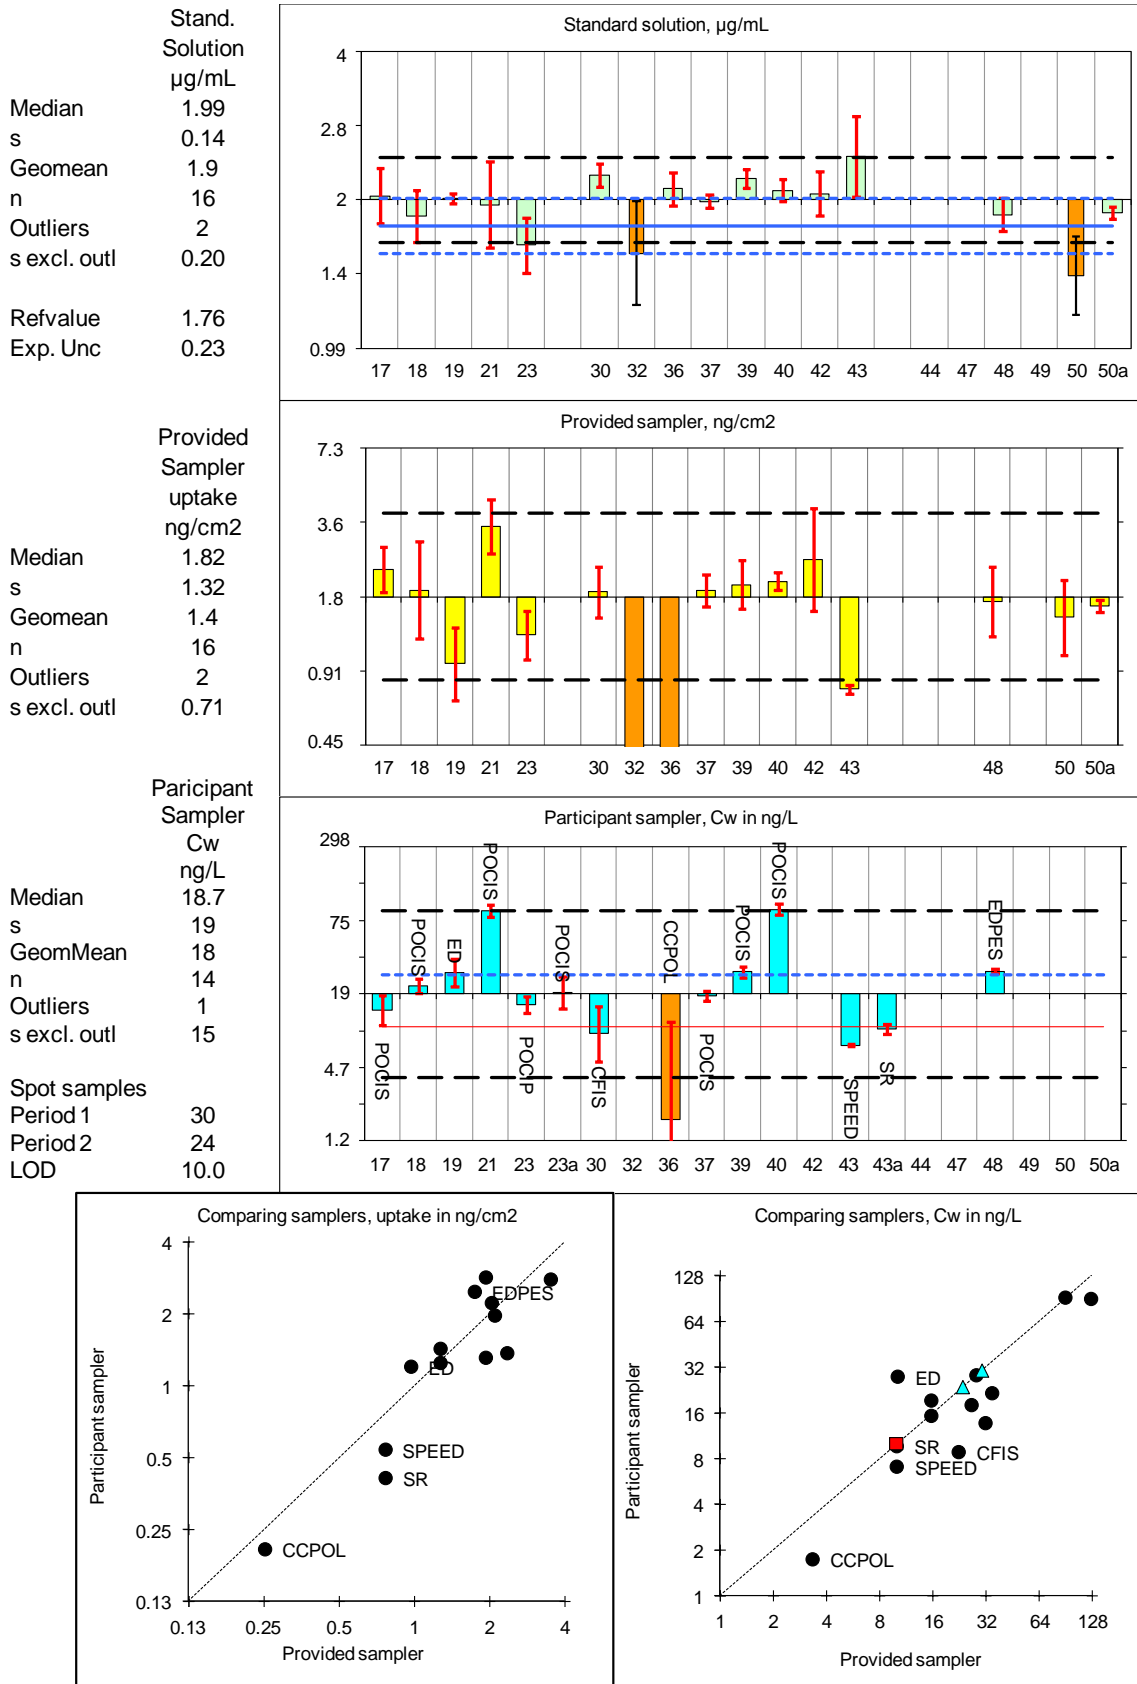 Stand.
Solution
µg/mL
Median 1.99
s 0.14
Geomean 1.9
n 16
Outliers 2
s excl. outl 0.20
Refvalue 1.76
Exp. Unc 0.23
Standard solution, µg/mL
4
2.8
2
1.4
0.99
17 18 19 21 23 30 32 36 37 39 40 42 43 44 47 48 49 50 50a
Provided
Sampler
uptake
ng/cm2
Median 1.82
s 1.32
Geomean 1.4
n 16
Outliers 2
s excl. outl 0.71
Provided sampler, ng/cm2
7.3
3.6
1.8
0.91
0.45
17 18 19 21 23 30 32 36 37 39 40 42 43 48 50 50a
Paricipant
Sampler
Cw
ng/L
Median 18.7
s 19
GeomMean 18
n 14
Outliers 1
s excl. outl 15
Spot samples
Period 1 30
Period 2 24
LOD 10.0
Participant sampler, Cw in ng/L
298
75
19
4.7
1.2
POCIS
POCIS
ED
POCIS
POCIP
POCIS
CFIS
CCPOL
POCIS
POCIS
POCIS
SPEED
SR
EDPES
17 18 19 21 23 23a 30 32 36 37 39 40 42 43 43a 44 47 48 49 50 50a
Comparing samplers, uptake in ng/cm2
4
2
1
0.5
0.25
0.13
Participant sampler
EDPES
ED
SPEED
SR
CCPOL
0.13 0.25 0.5 1 2 4
Provided sampler
Comparing samplers, Cw in ng/L
128
64
32
16
8
4
2
1
Participant sampler
ED
SR
CFIS
SPEED
CCPOL
1 2 4 8 16 32 64 128
Provided sampler